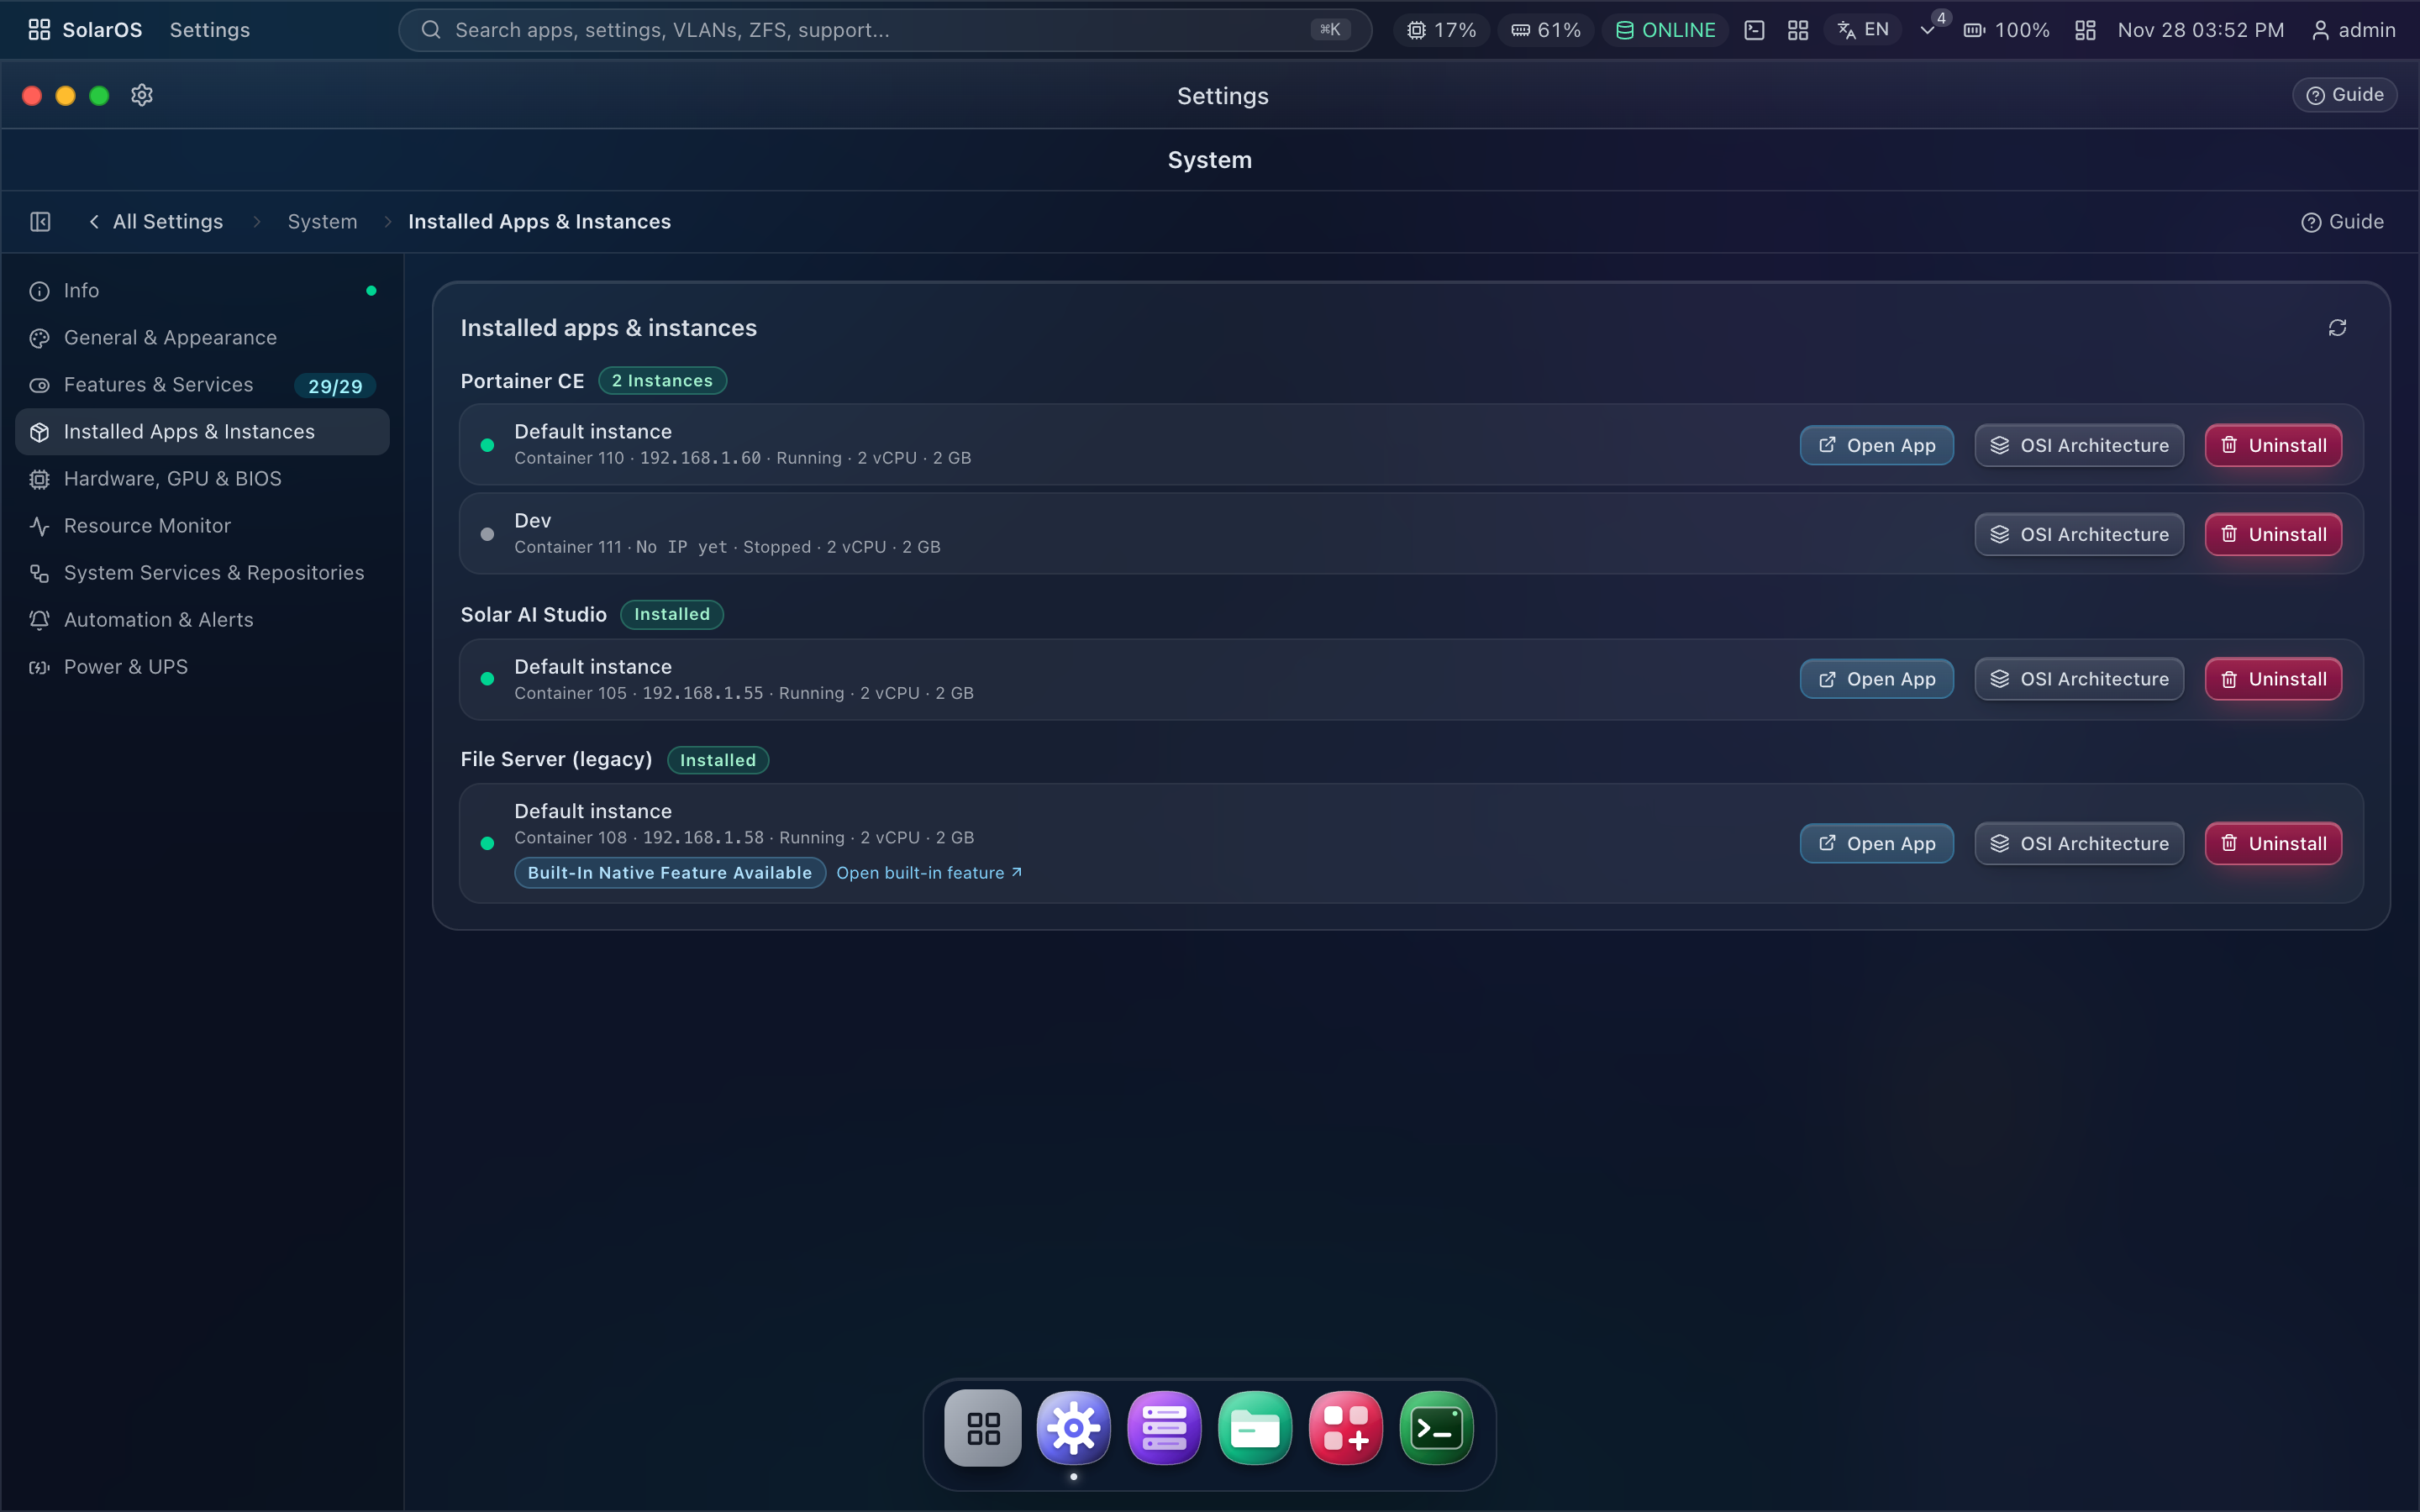 SolarOS Settings Search apps, settings, VLANs, ZFS, support... ⌘K 17% 61% ONLINE EN 4 100% Nov 28 03:52 PM admin
Settings Guide
System
All Settings System Installed Apps & Instances Guide
Info
General & Appearance
Features & Services 29/29
Installed Apps & Instances
Hardware, GPU & BIOS
Resource Monitor
System Services & Repositories
Automation & Alerts
Power & UPS
Installed apps & instances
Portainer CE 2 Instances
Default instance
Container 110 · 192.168.1.60 · Running · 2 vCPU · 2 GB
Open App OSI Architecture Uninstall
Dev
Container 111 · No IP yet · Stopped · 2 vCPU · 2 GB
OSI Architecture Uninstall
Solar AI Studio Installed
Default instance
Container 105 · 192.168.1.55 · Running · 2 vCPU · 2 GB
Open App OSI Architecture Uninstall
File Server (legacy) Installed
Default instance
Container 108 · 192.168.1.58 · Running · 2 vCPU · 2 GB
Built-In Native Feature Available Open built-in feature ↗
Open App OSI Architecture Uninstall